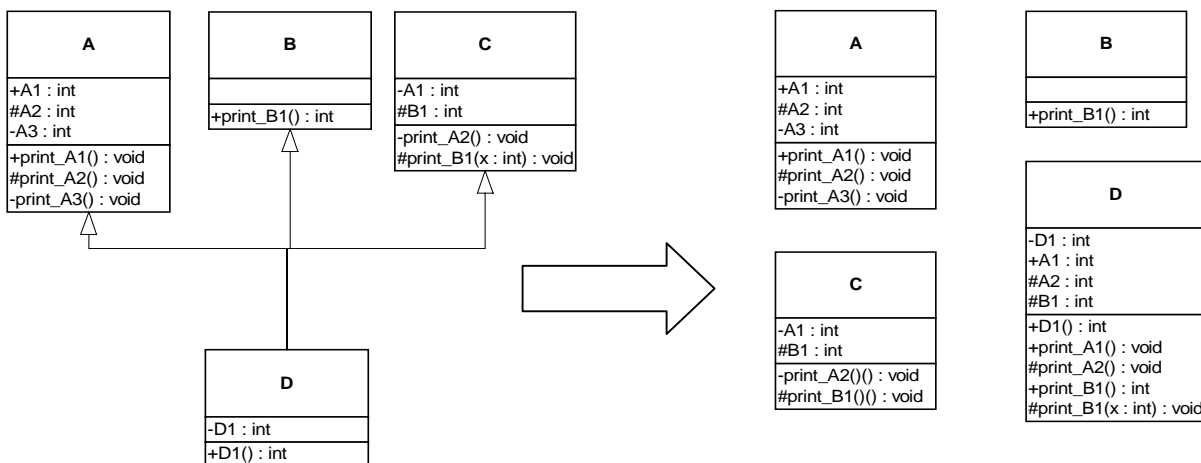 A
+A1 : int
#A2 : int
-A3 : int
+print_A1() : void
#print_A2() : void
-print_A3() : void
B
+print_B1() : int
C
-A1 : int
#B1 : int
-print_A2() : void
#print_B1(x : int) : void
D
-D1 : int
+D1() : int
A
+A1 : int
#A2 : int
-A3 : int
+print_A1() : void
#print_A2() : void
-print_A3() : void
B
+print_B1() : int
C
-A1 : int
#B1 : int
-print_A2()() : void
#print_B1()() : void
D
-D1 : int
+A1 : int
#A2 : int
#B1 : int
+D1() : int
+print_A1() : void
#print_A2() : void
+print_B1() : int
#print_B1(x : int) : void